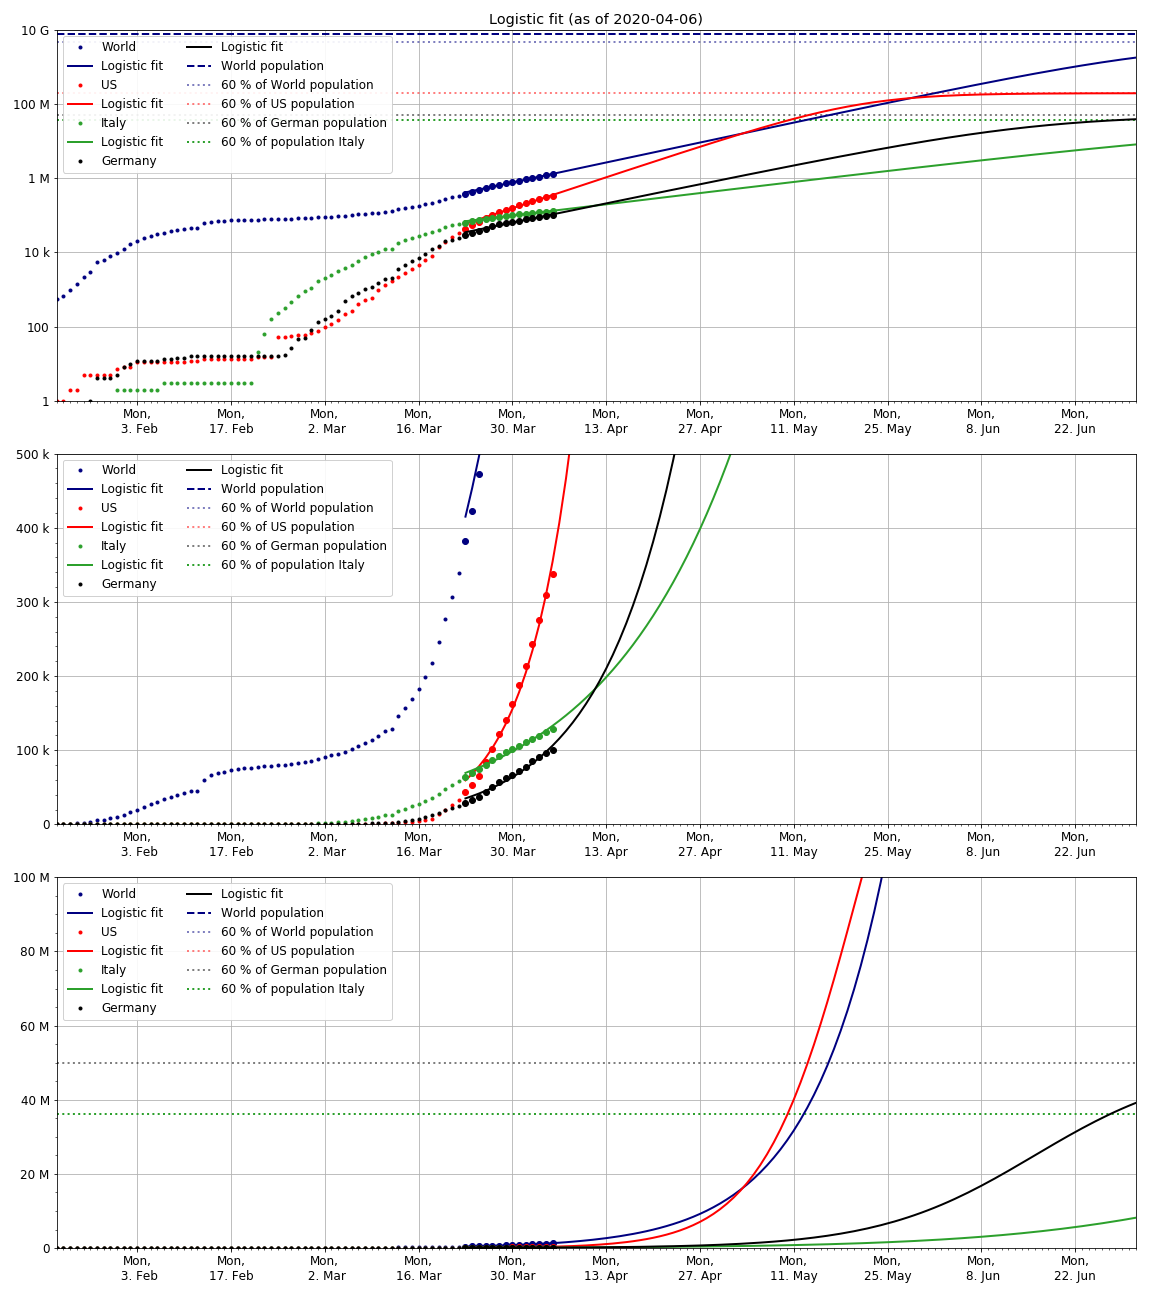 Logistic fit (as of 2020-04-06)
10 G
100 M
1 M
10 k
100
1
World
Logistic fit
US
Logistic fit
Italy
Logistic fit
Germany
Logistic fit
World population
60 % of World population
60 % of US population
60 % of German population
60 % of population Italy
Mon,
3. Feb
Mon,
17. Feb
Mon,
2. Mar
Mon,
16. Mar
Mon,
30. Mar
Mon,
13. Apr
Mon,
27. Apr
Mon,
11. May
Mon,
25. May
Mon,
8. Jun
Mon,
22. Jun
500 k
400 k
300 k
200 k
100 k
0
World
Logistic fit
US
Logistic fit
Italy
Logistic fit
Germany
Logistic fit
World population
60 % of World population
60 % of US population
60 % of German population
60 % of population Italy
Mon,
3. Feb
Mon,
17. Feb
Mon,
2. Mar
Mon,
16. Mar
Mon,
30. Mar
Mon,
13. Apr
Mon,
27. Apr
Mon,
11. May
Mon,
25. May
Mon,
8. Jun
Mon,
22. Jun
100 M
80 M
60 M
40 M
20 M
0
World
Logistic fit
US
Logistic fit
Italy
Logistic fit
Germany
Logistic fit
World population
60 % of World population
60 % of US population
60 % of German population
60 % of population Italy
Mon,
3. Feb
Mon,
17. Feb
Mon,
2. Mar
Mon,
16. Mar
Mon,
30. Mar
Mon,
13. Apr
Mon,
27. Apr
Mon,
11. May
Mon,
25. May
Mon,
8. Jun
Mon,
22. Jun